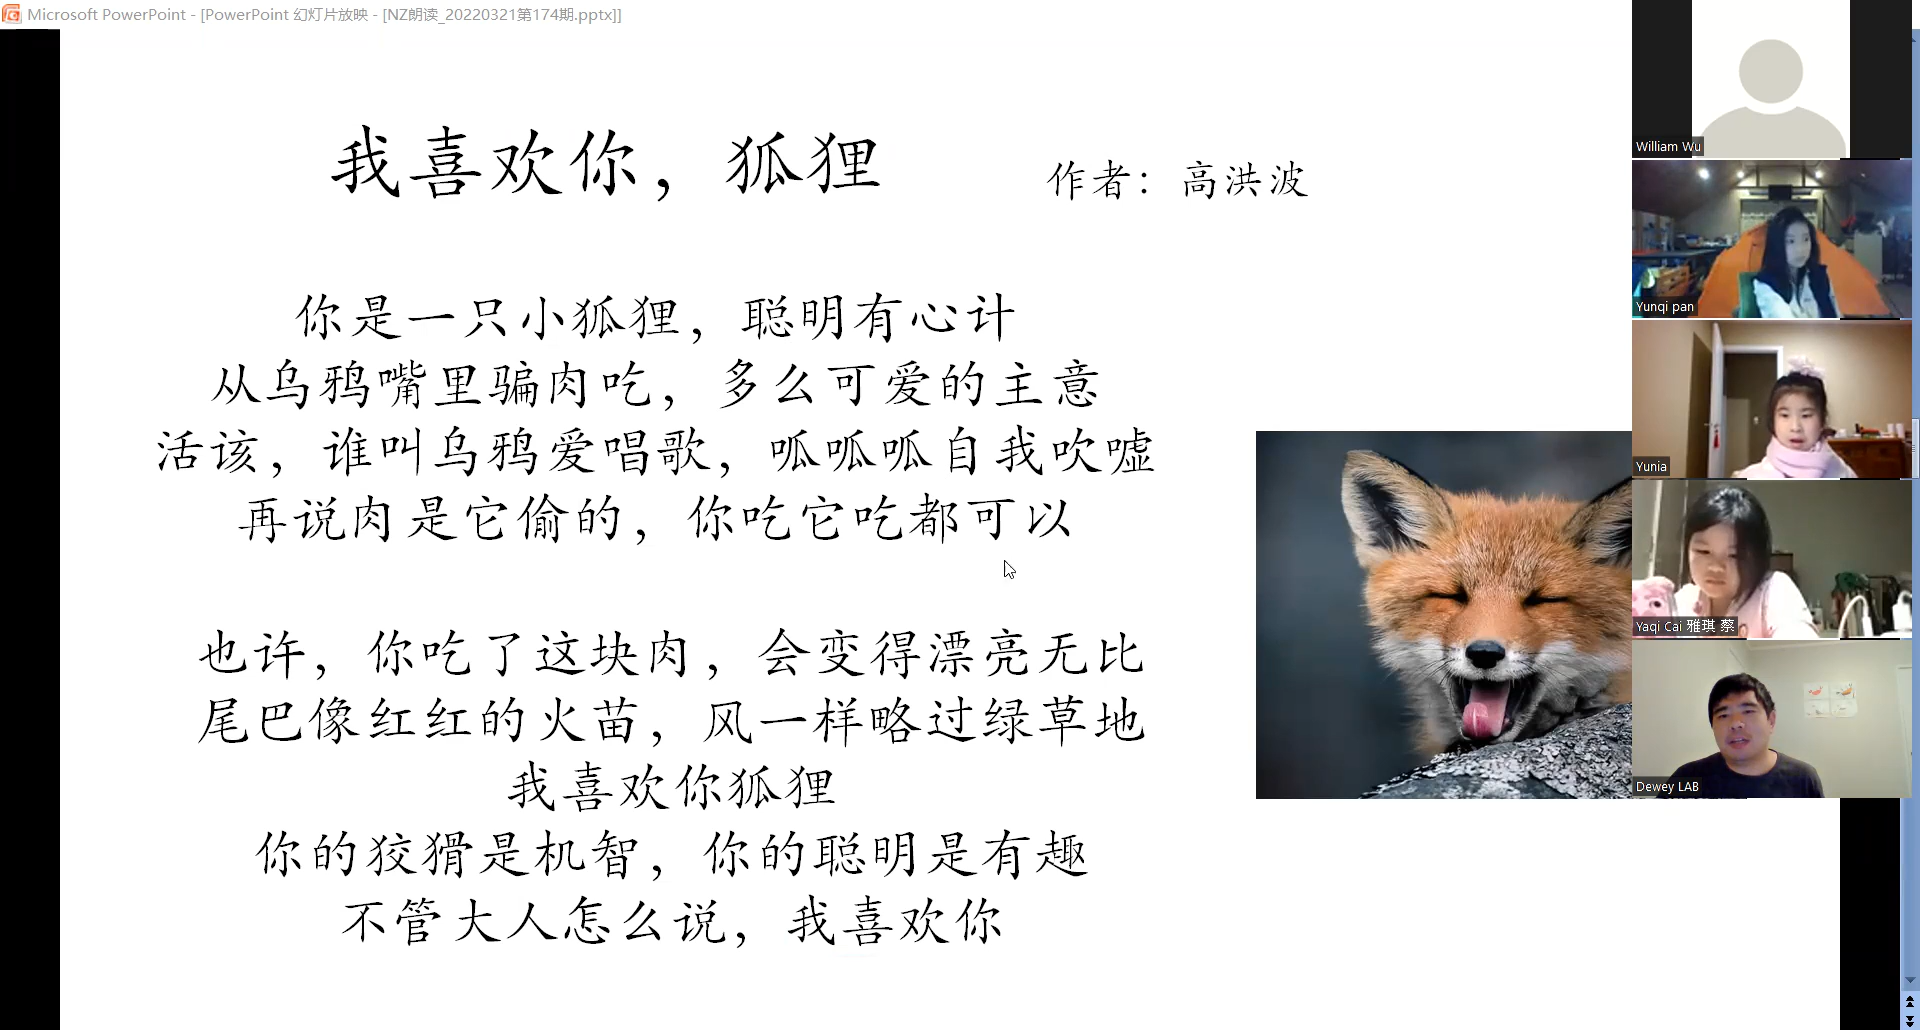 Microsoft PowerPoint - [PowerPoint 幻灯片放映 - [NZ朗读_20220321第174期.pptx]]
我喜欢你，狐狸
作者：高洪波
你是一只小狐狸，聪明有心计
从乌鸦嘴里骗肉吃，多么可爱的主意
活该，谁叫乌鸦爱唱歌，呱呱呱自我吹嘘
再说肉是它偷的，你吃它吃都可以
也许，你吃了这块肉，会变得漂亮无比
尾巴像红红的火苗，风一样略过绿草地
我喜欢你狐狸
你的狡猾是机智，你的聪明是有趣
不管大人怎么说，我喜欢你
William Wu
Yunqi pan
Yunia
Yaqi Cai 雅琪 蔡
Dewey LAB